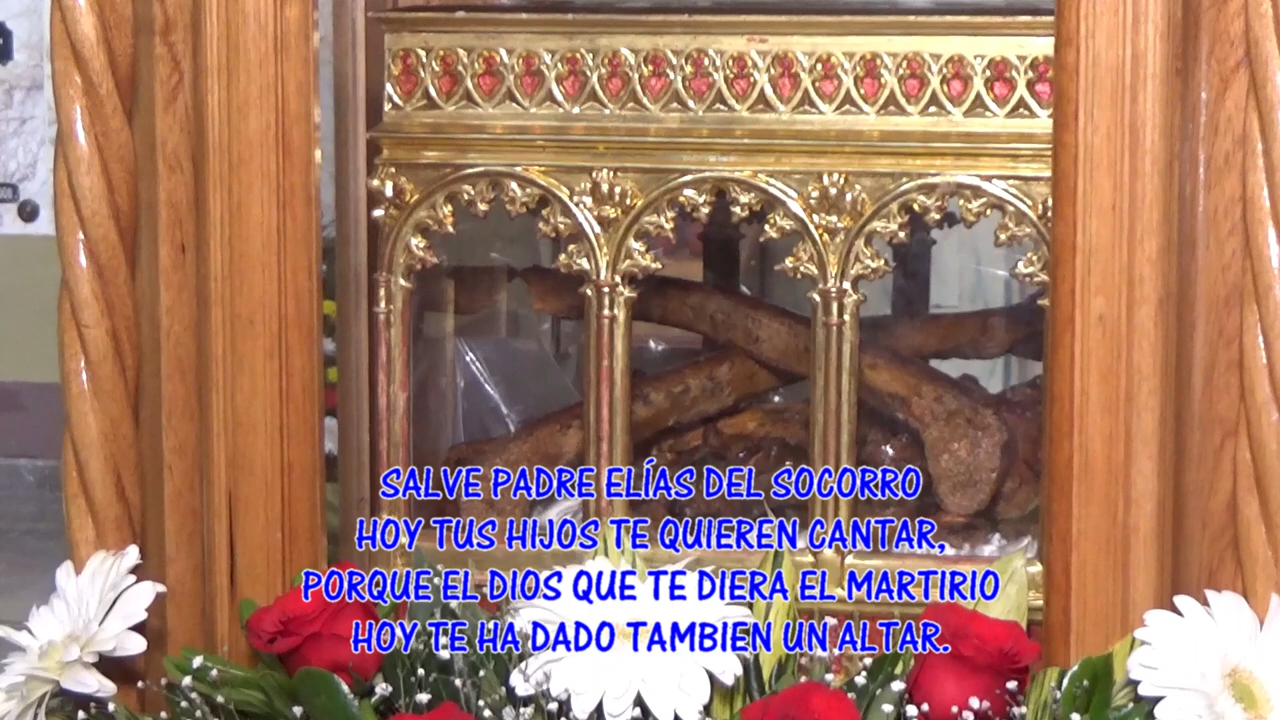 SALVE PADRE ELÍAS DEL SOCORRO
HOY TUS HIJOS TE QUIEREN CANTAR,
PORQUE EL DIOS QUE TE DIERA EL MARTIRIO
HOY TE HA DADO TAMBIEN UN ALTAR.